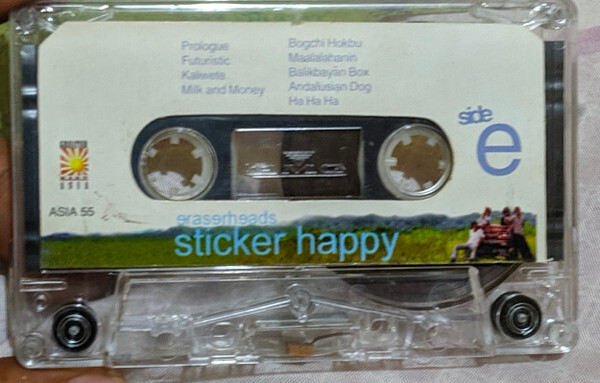 Prologue
Futuristic
Kaliwete
Milk and Money
Bogchi Hokbu
Maalalahanin
Balikbayan Box
Andalusian Dog
Ha Ha Ha
side
e
ASIA
ASIA 55
eraserheads
sticker happy